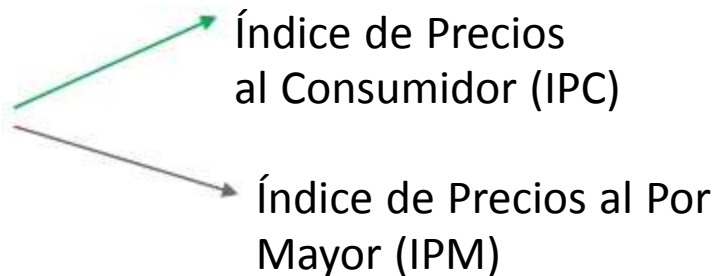 Índice de Precios
al Consumidor (IPC)
Índice de Precios al Por
Mayor (IPM)